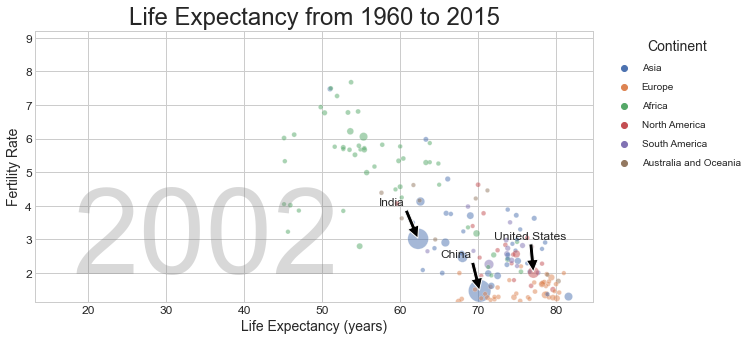 Life Expectancy from 1960 to 2015
9
8
7
6
5
4
3
2
Fertility Rate
2002
India
China
United States
20 30 40 50 60 70 80
Life Expectancy (years)
Continent
Asia
Europe
Africa
North America
South America
Australia and Oceania